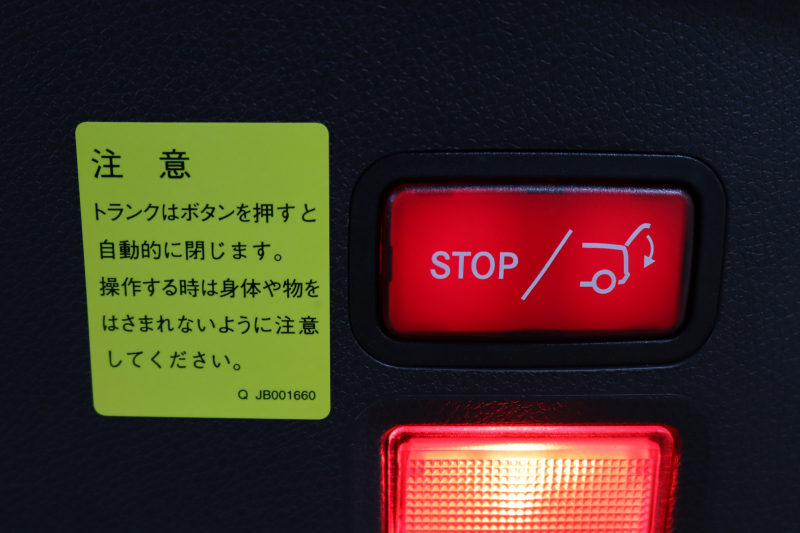 注 意
トランクはボタンを押すと
自動的に閉じます。
操作する時は身体や物を
はさまれないように注意
してください。
Q JB001660
STOP/